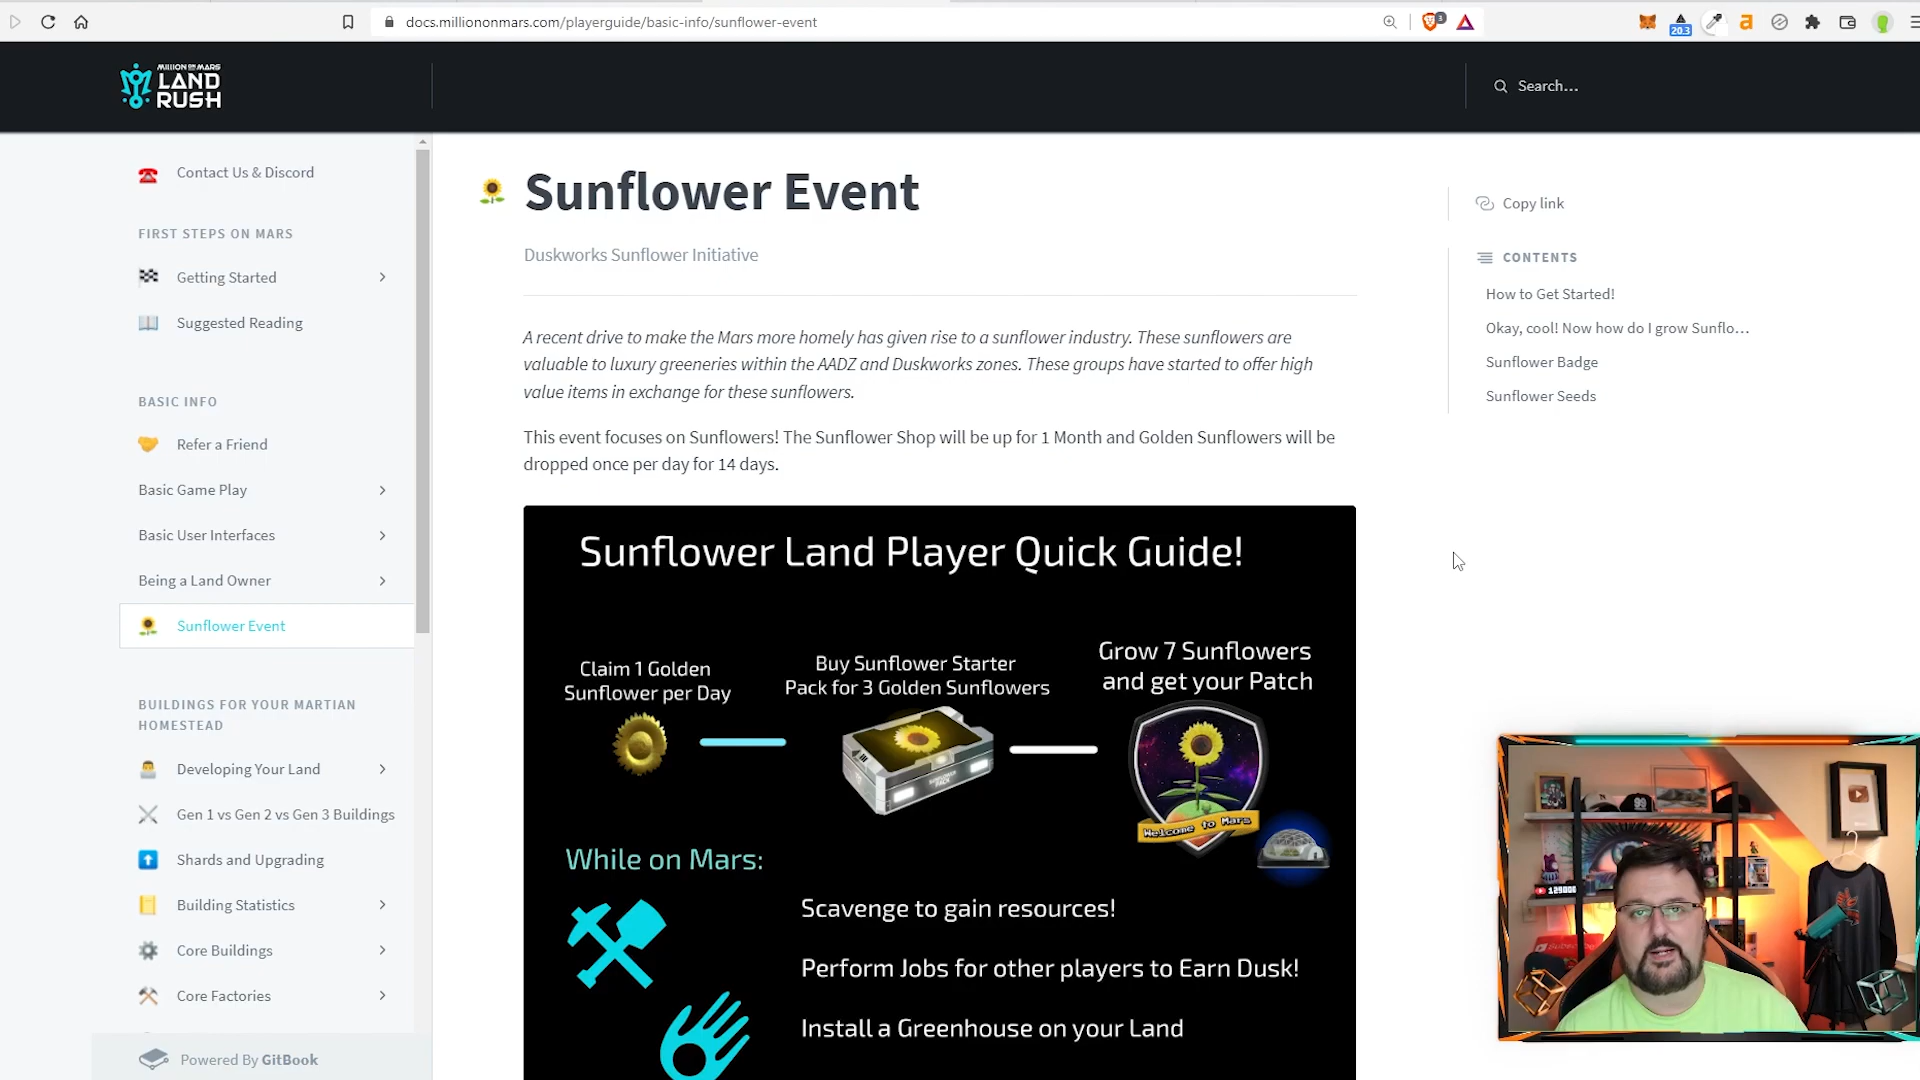 docs.milliononmars.com/playerguide/basic-info/sunflower-event
3
20.3
MILLION ON MARS
LAND
RUSH
Search...
Contact Us & Discord
FIRST STEPS ON MARS
Getting Started
Suggested Reading
BASIC INFO
Refer a Friend
Basic Game Play
Basic User Interfaces
Being a Land Owner
Sunflower Event
BUILDINGS FOR YOUR MARTIAN
HOMESTEAD
Developing Your Land
Gen 1 vs Gen 2 vs Gen 3 Buildings
Shards and Upgrading
Building Statistics
Core Buildings
Core Factories
Powered By GitBook
Sunflower Event
Duskworks Sunflower Initiative
A recent drive to make the Mars more homely has given rise to a sunflower industry. These sunflowers are
valuable to luxury greeneries within the AADZ and Duskworks zones. These groups have started to offer high
value items in exchange for these sunflowers.
This event focuses on Sunflowers! The Sunflower Shop will be up for 1 Month and Golden Sunflowers will be
dropped once per day for 14 days.
Sunflower Land Player Quick Guide!
Claim 1 Golden
Sunflower per Day
Buy Sunflower Starter
Pack for 3 Golden Sunflowers
Grow 7 Sunflowers
and get your Patch
Welcome to Mars
While on Mars:
Scavenge to gain resources!
Perform Jobs for other players to Earn Dusk!
Install a Greenhouse on your Land
Copy link
CONTENTS
How to Get Started!
Okay, cool! Now how do I grow Sunflo...
Sunflower Badge
Sunflower Seeds
99